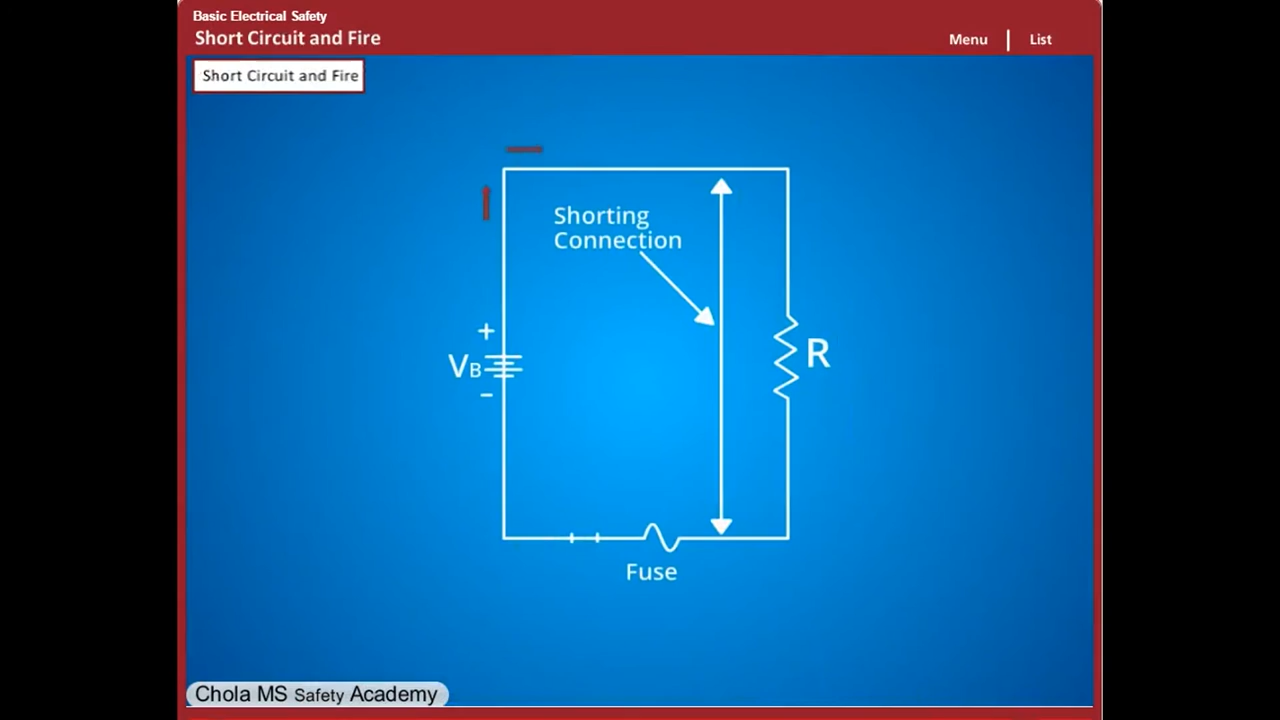 Basic Electrical Safety
Short Circuit and Fire
Menu | List
Short Circuit and Fire
Shorting
Connection
+
VB
−
R
Fuse
Chola MS Safety Academy